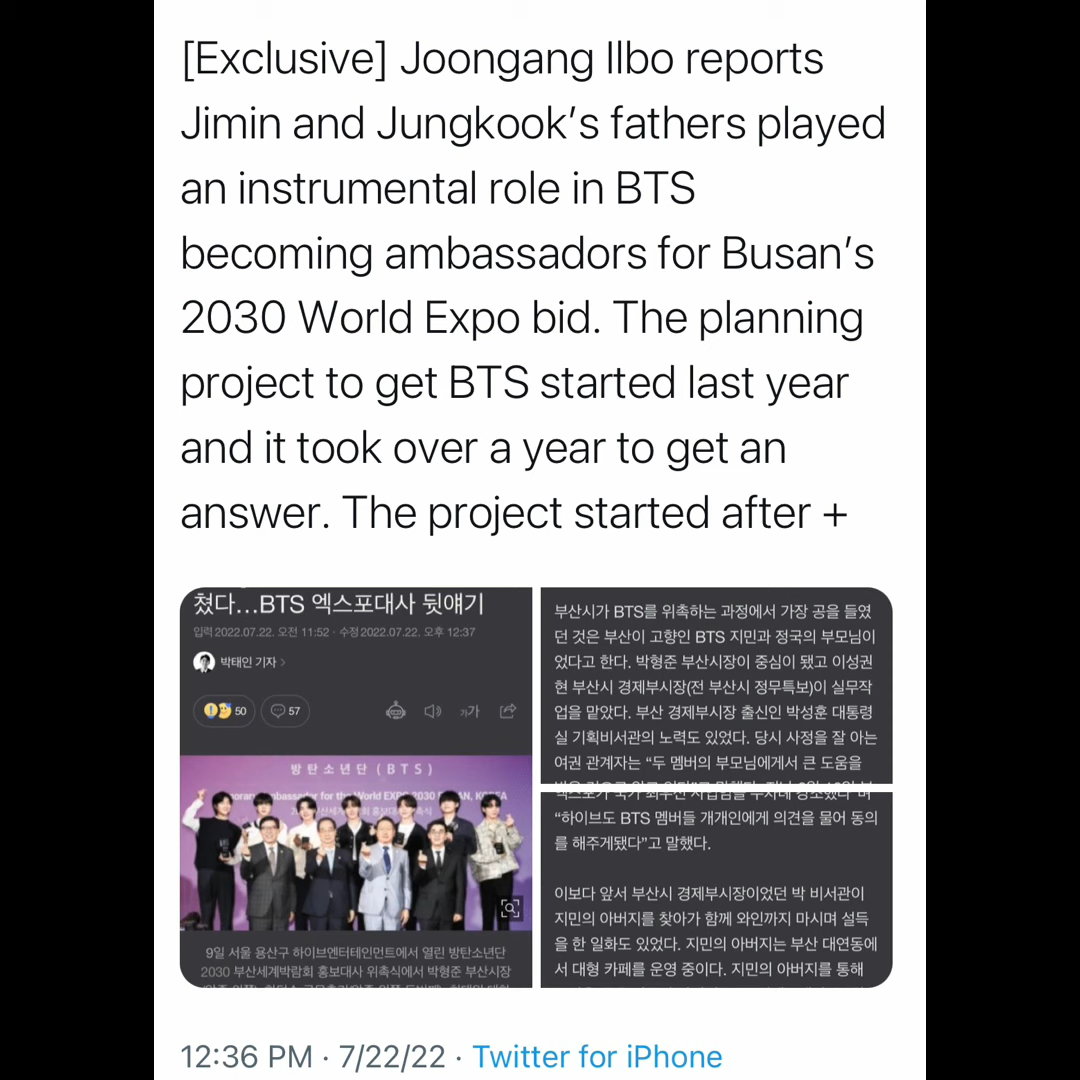 [Exclusive] Joongang Ilbo reports
Jimin and Jungkook's fathers played
an instrumental role in BTS
becoming ambassadors for Busan's
2030 World Expo bid. The planning
project to get BTS started last year
and it took over a year to get an
answer. The project started after +
쳤다...BTS 엑스포대사 뒷얘기
입력 2022.07.22. 오전 11:52 · 수정 2022.07.22. 오후 12:37
박태인 기자 >
50
57
가가
방탄소년단 (BTS)
Ambassador for the World EXPO 2030 BUSAN, KOREA
9일 서울 용산구 하이브엔터테인먼트에서 열린 방탄소년단
2030 부산세계박람회 홍보대사 위촉식에서 박형준 부산시장
부산시가 BTS를 위촉하는 과정에서 가장 공을 들였
던 것은 부산이 고향인 BTS 지민과 정국의 부모님이
었다고 한다. 박형준 부산시장이 중심이 됐고 이성권
현 부산시 경제부시장(전 부산시 정무특보)이 실무작
업을 맡았다. 부산 경제부시장 출신인 박성훈 대통령
실 기획비서관의 노력도 있었다. 당시 사정을 잘 아는
여권 관계자는 “두 멤버의 부모님에게서 큰 도움을
“하이브도 BTS 멤버들 개개인에게 의견을 물어 동의
를 해주게됐다”고 말했다.
이보다 앞서 부산시 경제부시장이었던 박 비서관이
지민의 아버지를 찾아가 함께 와인까지 마시며 설득
을 한 일화도 있었다. 지민의 아버지는 부산 대연동에
서 대형 카페를 운영 중이다. 지민의 아버지를 통해
12:36 PM · 7/22/22 · Twitter for iPhone